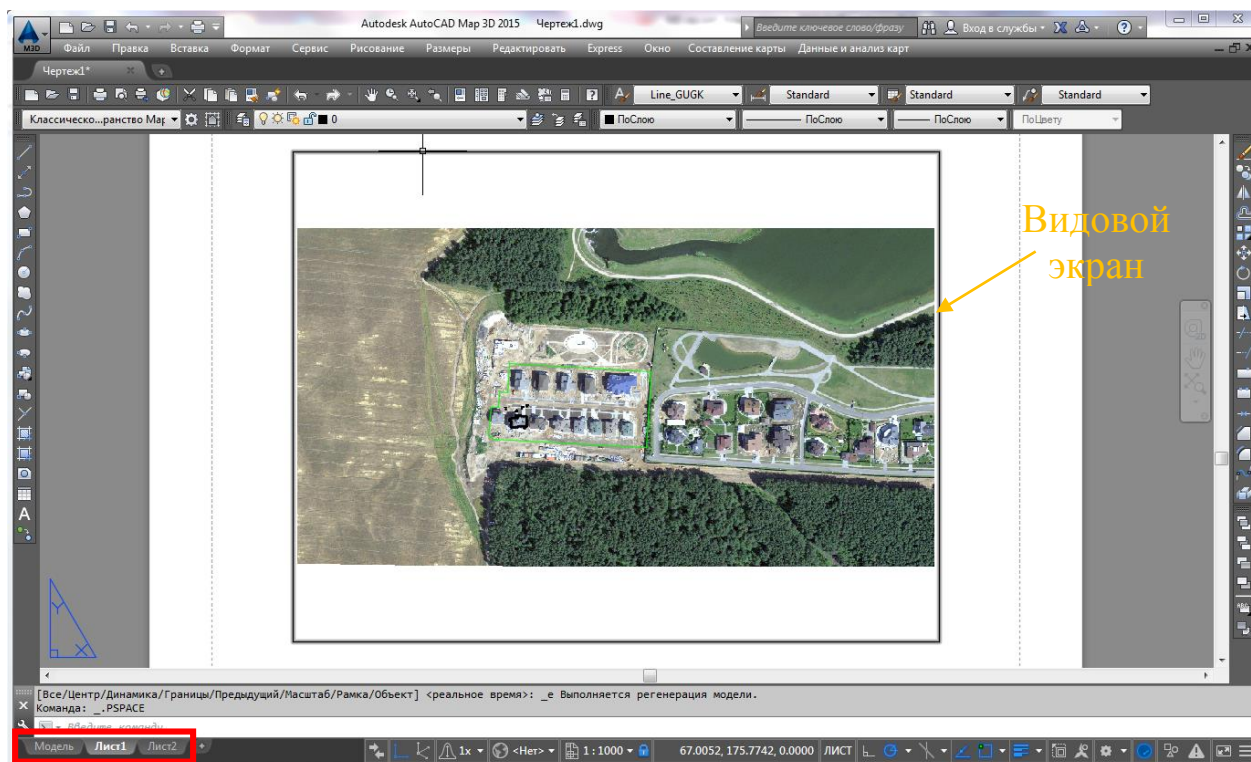 Autodesk AutoCAD Map 3D 2015 Чертеж1.dwg
Введите ключевое слово/фразу
Вход в службы
M3D
Файл Правка Вставка Формат Сервис Рисование Размеры Редактировать Express Окно Составление карты Данные и анализ карт
Чертеж1*
Line_GUGK Standard Standard Standard
Классическо...ранство Мар 0 ПоСлою ПоСлою ПоСлою ПоЦвету
Видовой
экран
Y
X
[Все/Центр/Динамика/Границы/Предыдущий/Масштаб/Рамка/Объект] <реальное время>: _e Выполняется регенерация модели.
Команда: _.PSPACE
Введите команду
Модель Лист1 Лист2 +
1x <Нет> 1:1000 67.0052, 175.7742, 0.0000 ЛИСТ